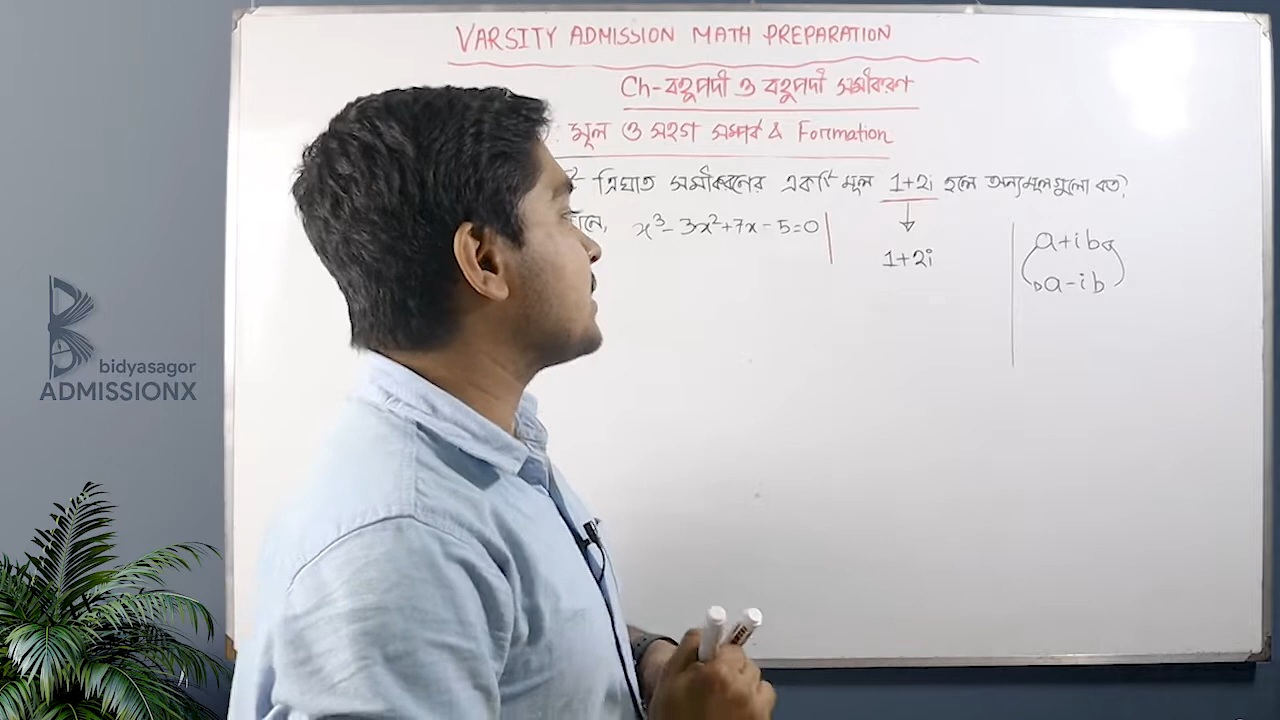 VARSITY ADMISSION MATH PREPARATION
Ch-বহুপদী ও বহুপদী সমীকরণ
: মূল ও সহগ সম্পর্ক & Formation
ত্রিঘাত সমীকরণের একটি মূল 1+2i হলে অন্যমূলগুলো কত?
x³-3x²+7x-5=0
1+2i
a+ib
a-ib
bidyasagor
ADMISSIONX